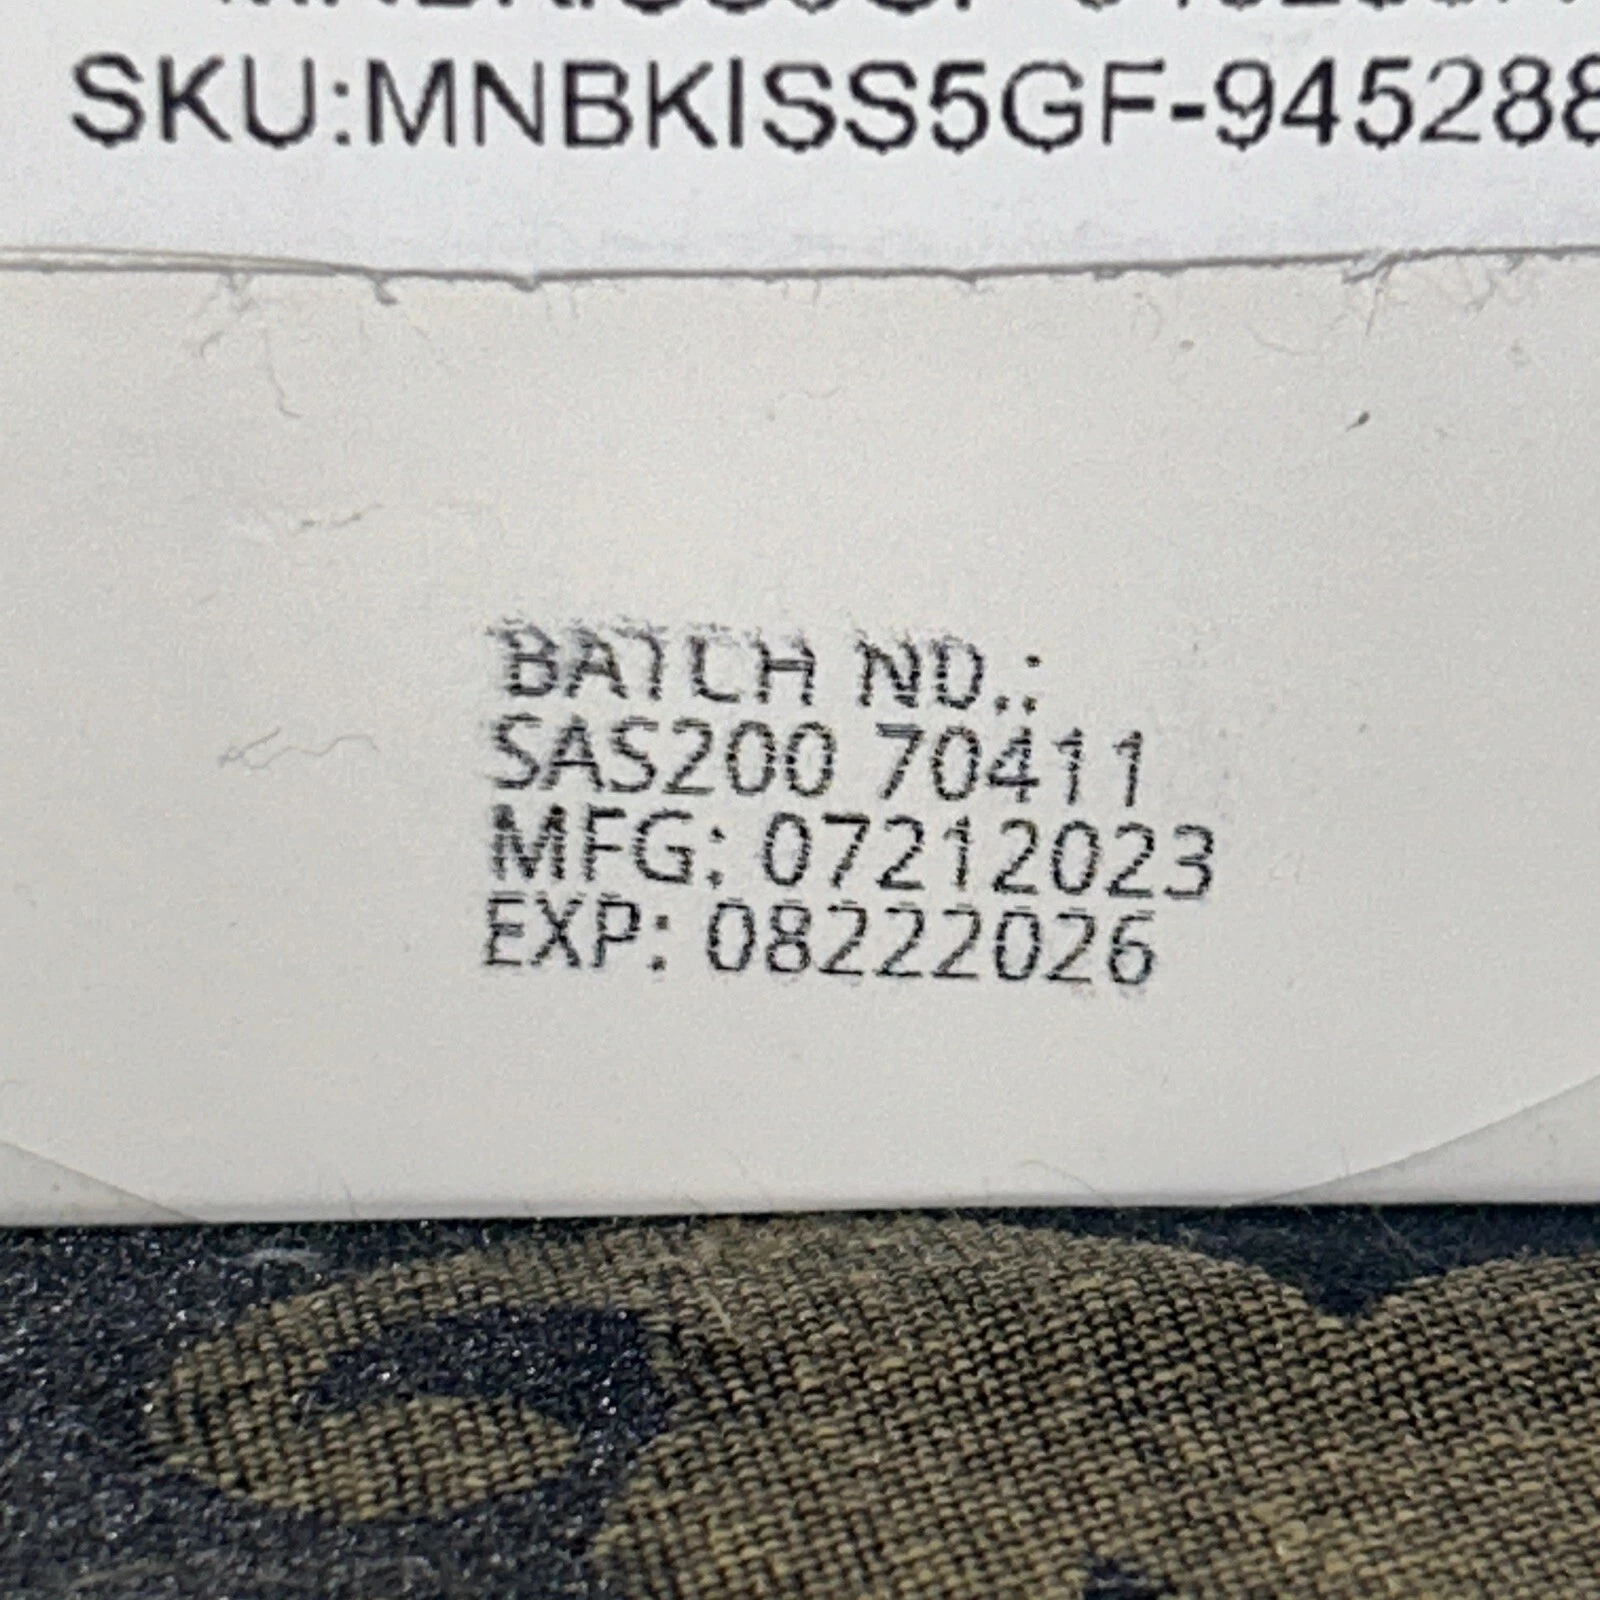 SKU:MNBKISS5GF-945288
BATCH NO.:
SAS200 70411
MFG: 07212023
EXP: 08222026